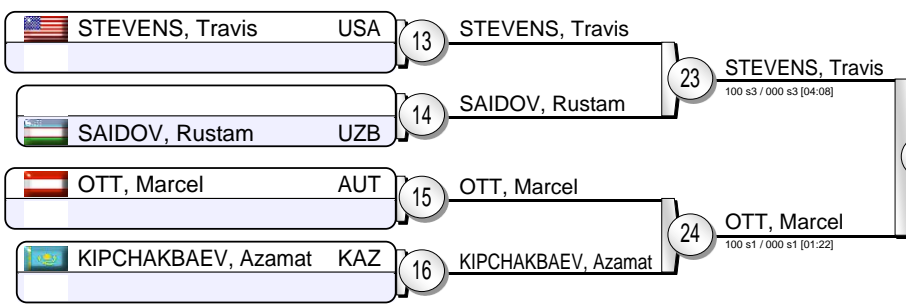 STEVENS, Travis USA
13
STEVENS, Travis
SAIDOV, Rustam UZB
14
SAIDOV, Rustam
23
STEVENS, Travis
100 s3 / 000 s3 [04:08]
OTT, Marcel AUT
15
OTT, Marcel
KIPCHAKBAEV, Azamat KAZ
16
KIPCHAKBAEV, Azamat
24
OTT, Marcel
100 s1 / 000 s1 [01:22]